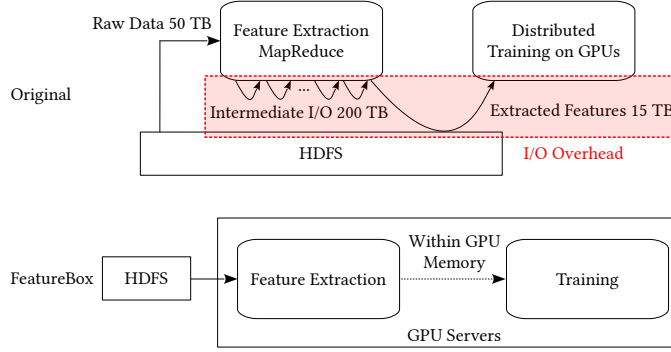 Raw Data 50 TB
Feature Extraction
MapReduce
Distributed
Training on GPUs
Original
...
Intermediate I/O 200 TB
Extracted Features 15 TB
HDFS
I/O Overhead
FeatureBox
HDFS
Feature Extraction
Within GPU
Memory
Training
GPU Servers